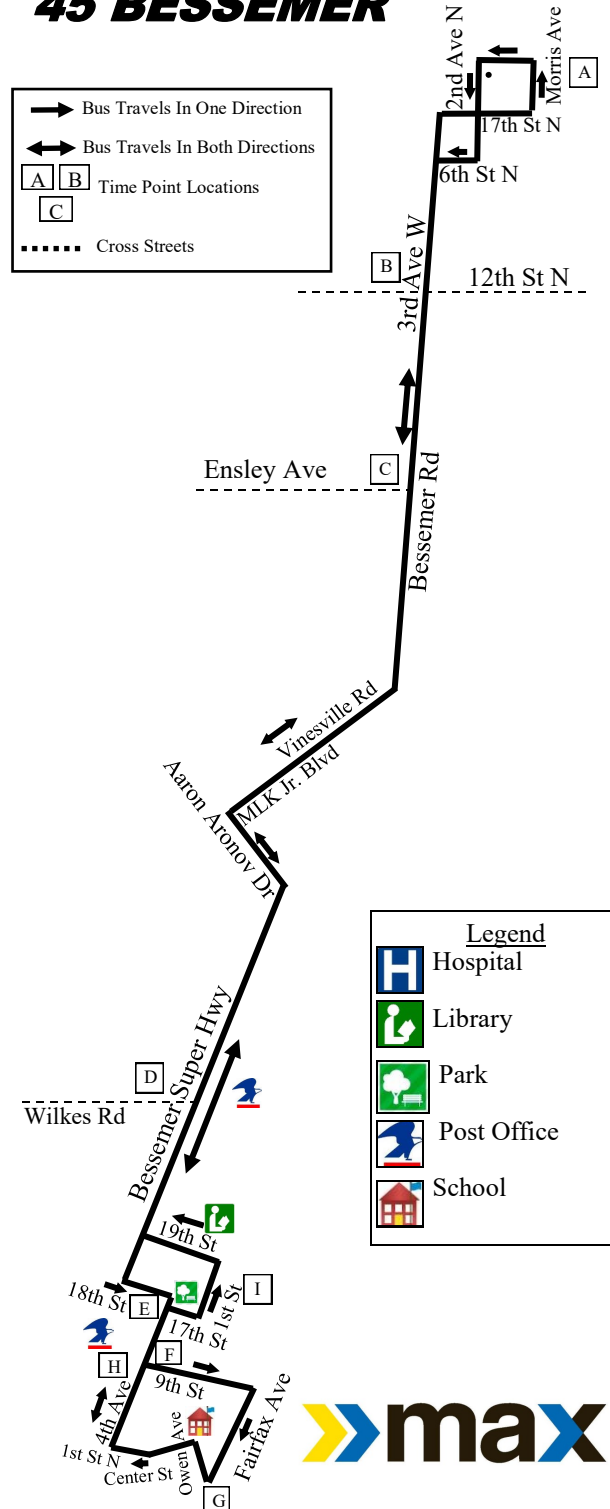 45 BESSEMER
Bus Travels In One Direction
Bus Travels In Both Directions
A B
Time Point Locations
C
Cross Streets
2nd Ave N
Morris Ave
A
17th St N
6th St N
3rd Ave W
B
12th St N
Ensley Ave
C
Bessemer Rd
Vinesville Rd
MLK Jr. Blvd
Aaron Aronov Dr
Legend
H Hospital
Library
Park
Post Office
School
Bessemer Super Hwy
D
Wilkes Rd
19th St
18th St
E
1st St
I
17th St
F
H
9th St
4th Ave
Fairfax Ave
Owen Ave
1st St N
Center St
G
max